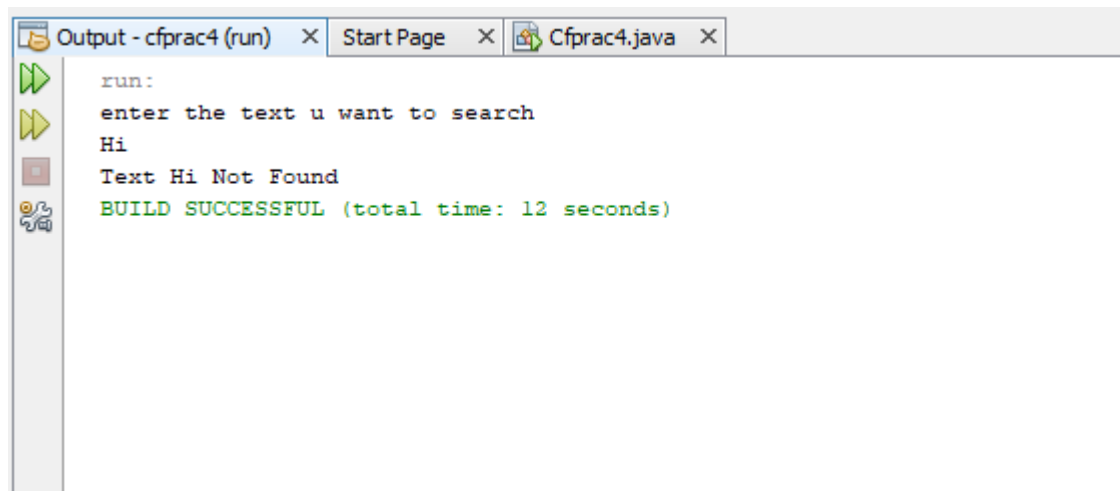 Output - cfprac4 (run) × Start Page × Cfprac4.java ×
run:
enter the text u want to search
Hi
Text Hi Not Found
BUILD SUCCESSFUL (total time: 12 seconds)